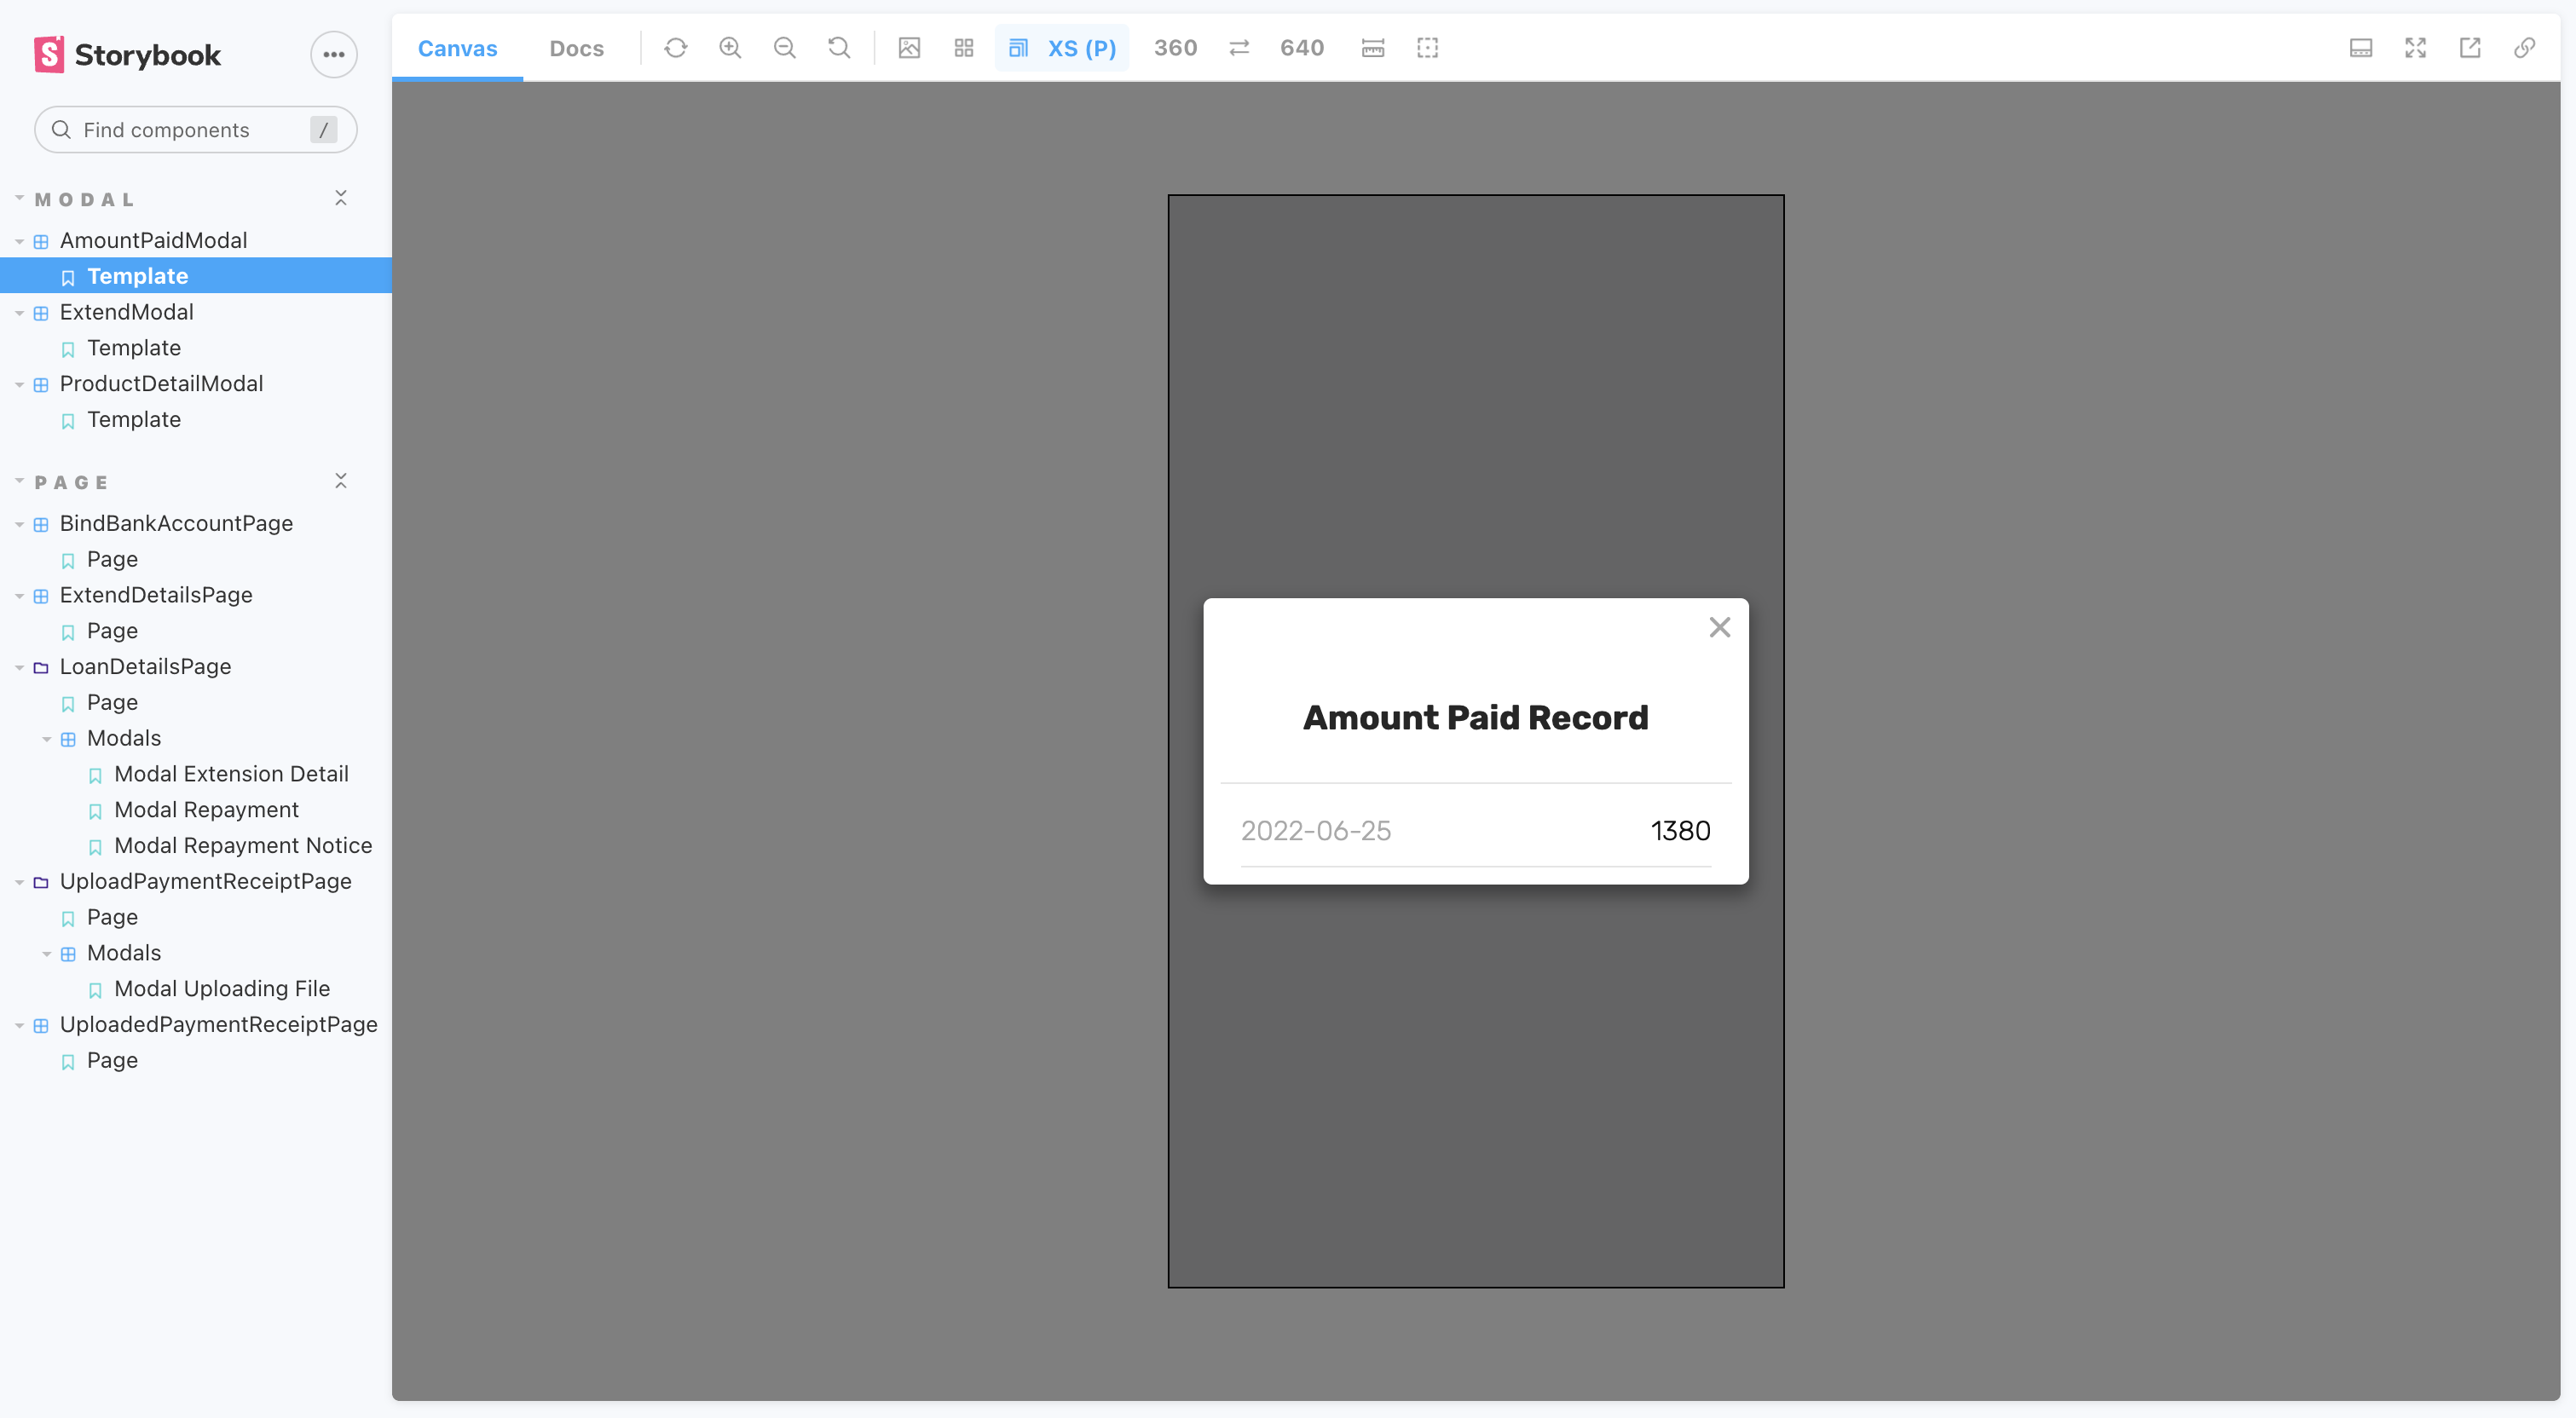 Storybook
Find components /
MODAL
AmountPaidModal
Template
ExtendModal
Template
ProductDetailModal
Template
PAGE
BindBankAccountPage
Page
ExtendDetailsPage
Page
LoanDetailsPage
Page
Modals
Modal Extension Detail
Modal Repayment
Modal Repayment Notice
UploadPaymentReceiptPage
Page
Modals
Modal Uploading File
UploadedPaymentReceiptPage
Page
Canvas Docs XS (P) 360 640
Amount Paid Record
2022-06-25 1380